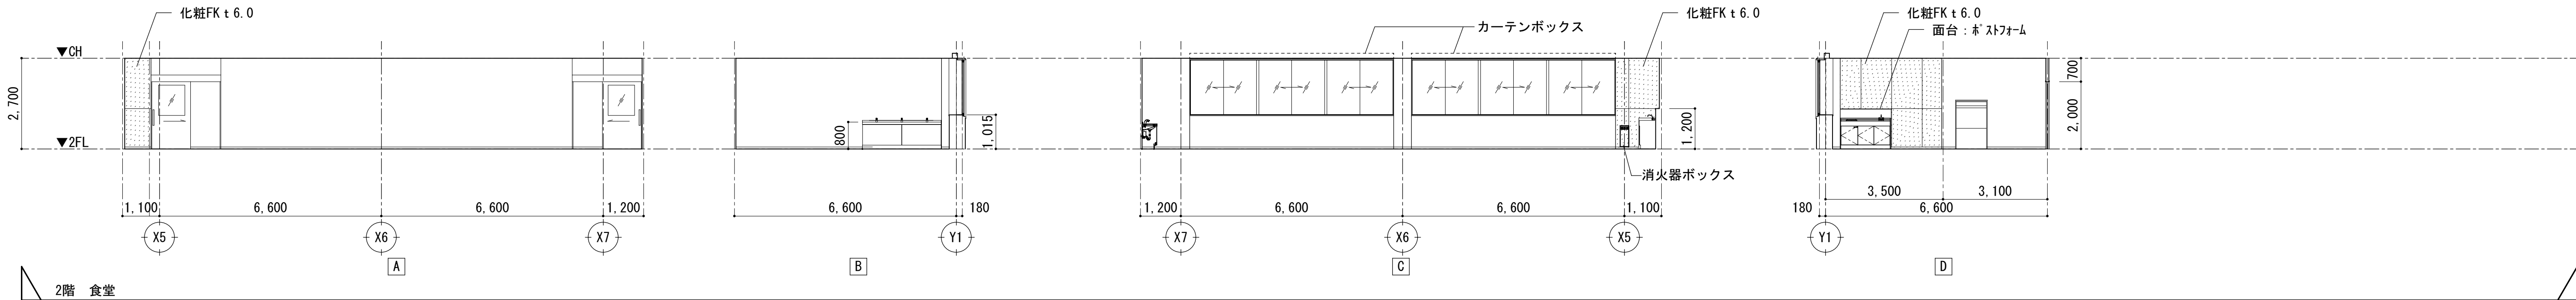 化粧FK t 6.0
カーテンボックス
化粧FK t 6.0
化粧FK t 6.0
面台：ﾎﾟｽﾄﾌｫｰﾑ
▼CH
2,700
▼2FL
800
1,015
1,200
700
2,000
消火器ボックス
3,500
3,100
1,100
6,600
6,600
1,200
6,600
180
1,200
6,600
6,600
1,100
180
6,600
X5
X6
X7
Y1
X7
X6
X5
Y1
A
B
C
D
2階 食堂